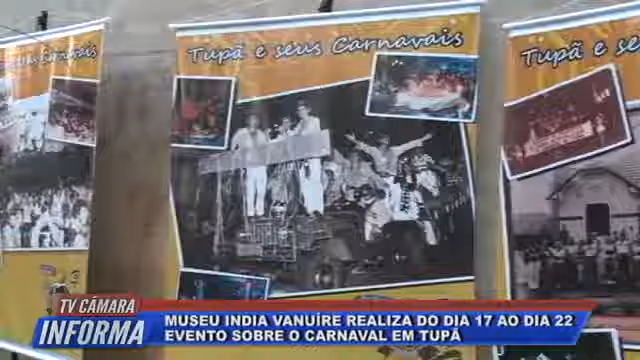 Tupã e seus Carnavais
Tupã e se
TV CÂMARA
INFORMA
MUSEU INDIA VANUÍRE REALIZA DO DIA 17 AO DIA 22
EVENTO SOBRE O CARNAVAL EM TUPÃ